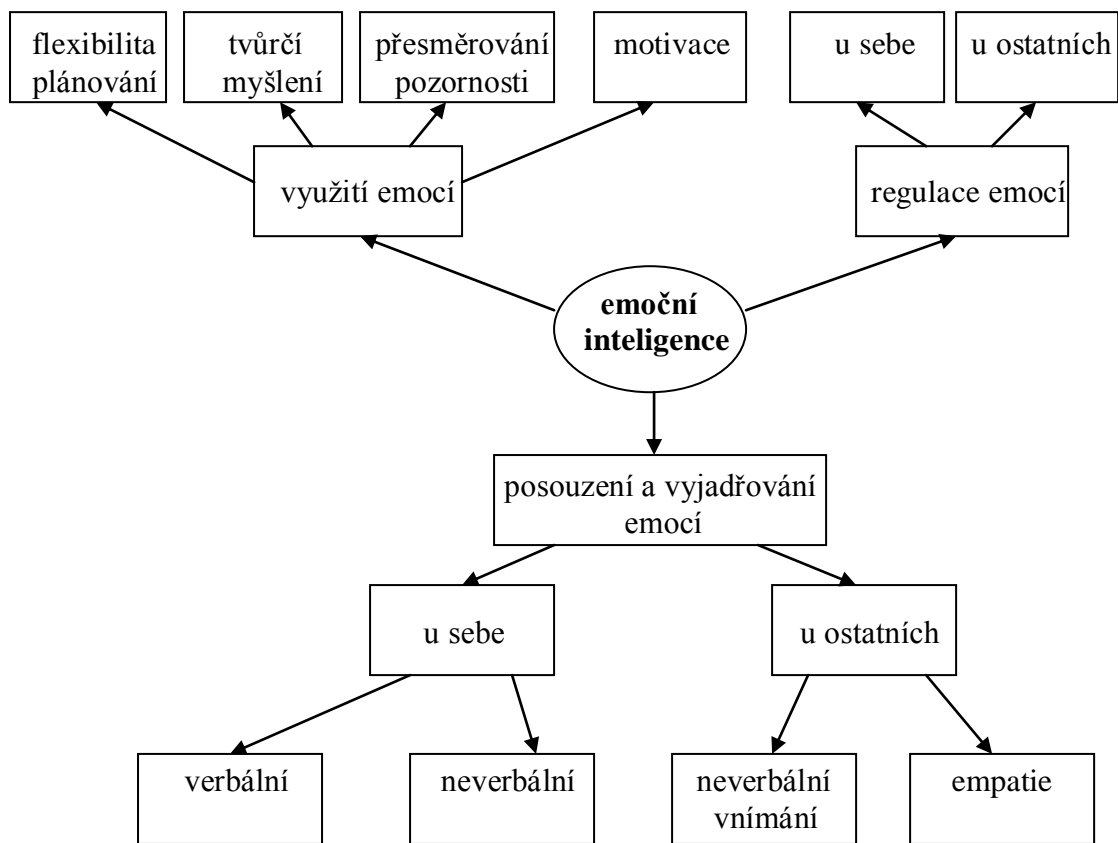 flexibilita
plánování
tvůrčí
myšlení
přesměrování
pozornosti
motivace
u sebe
u ostatních
využití emocí
regulace emocí
emoční
inteligence
posouzení a vyjadřování
emocí
u sebe
u ostatních
verbální
neverbální
neverbální
vnímání
empatie